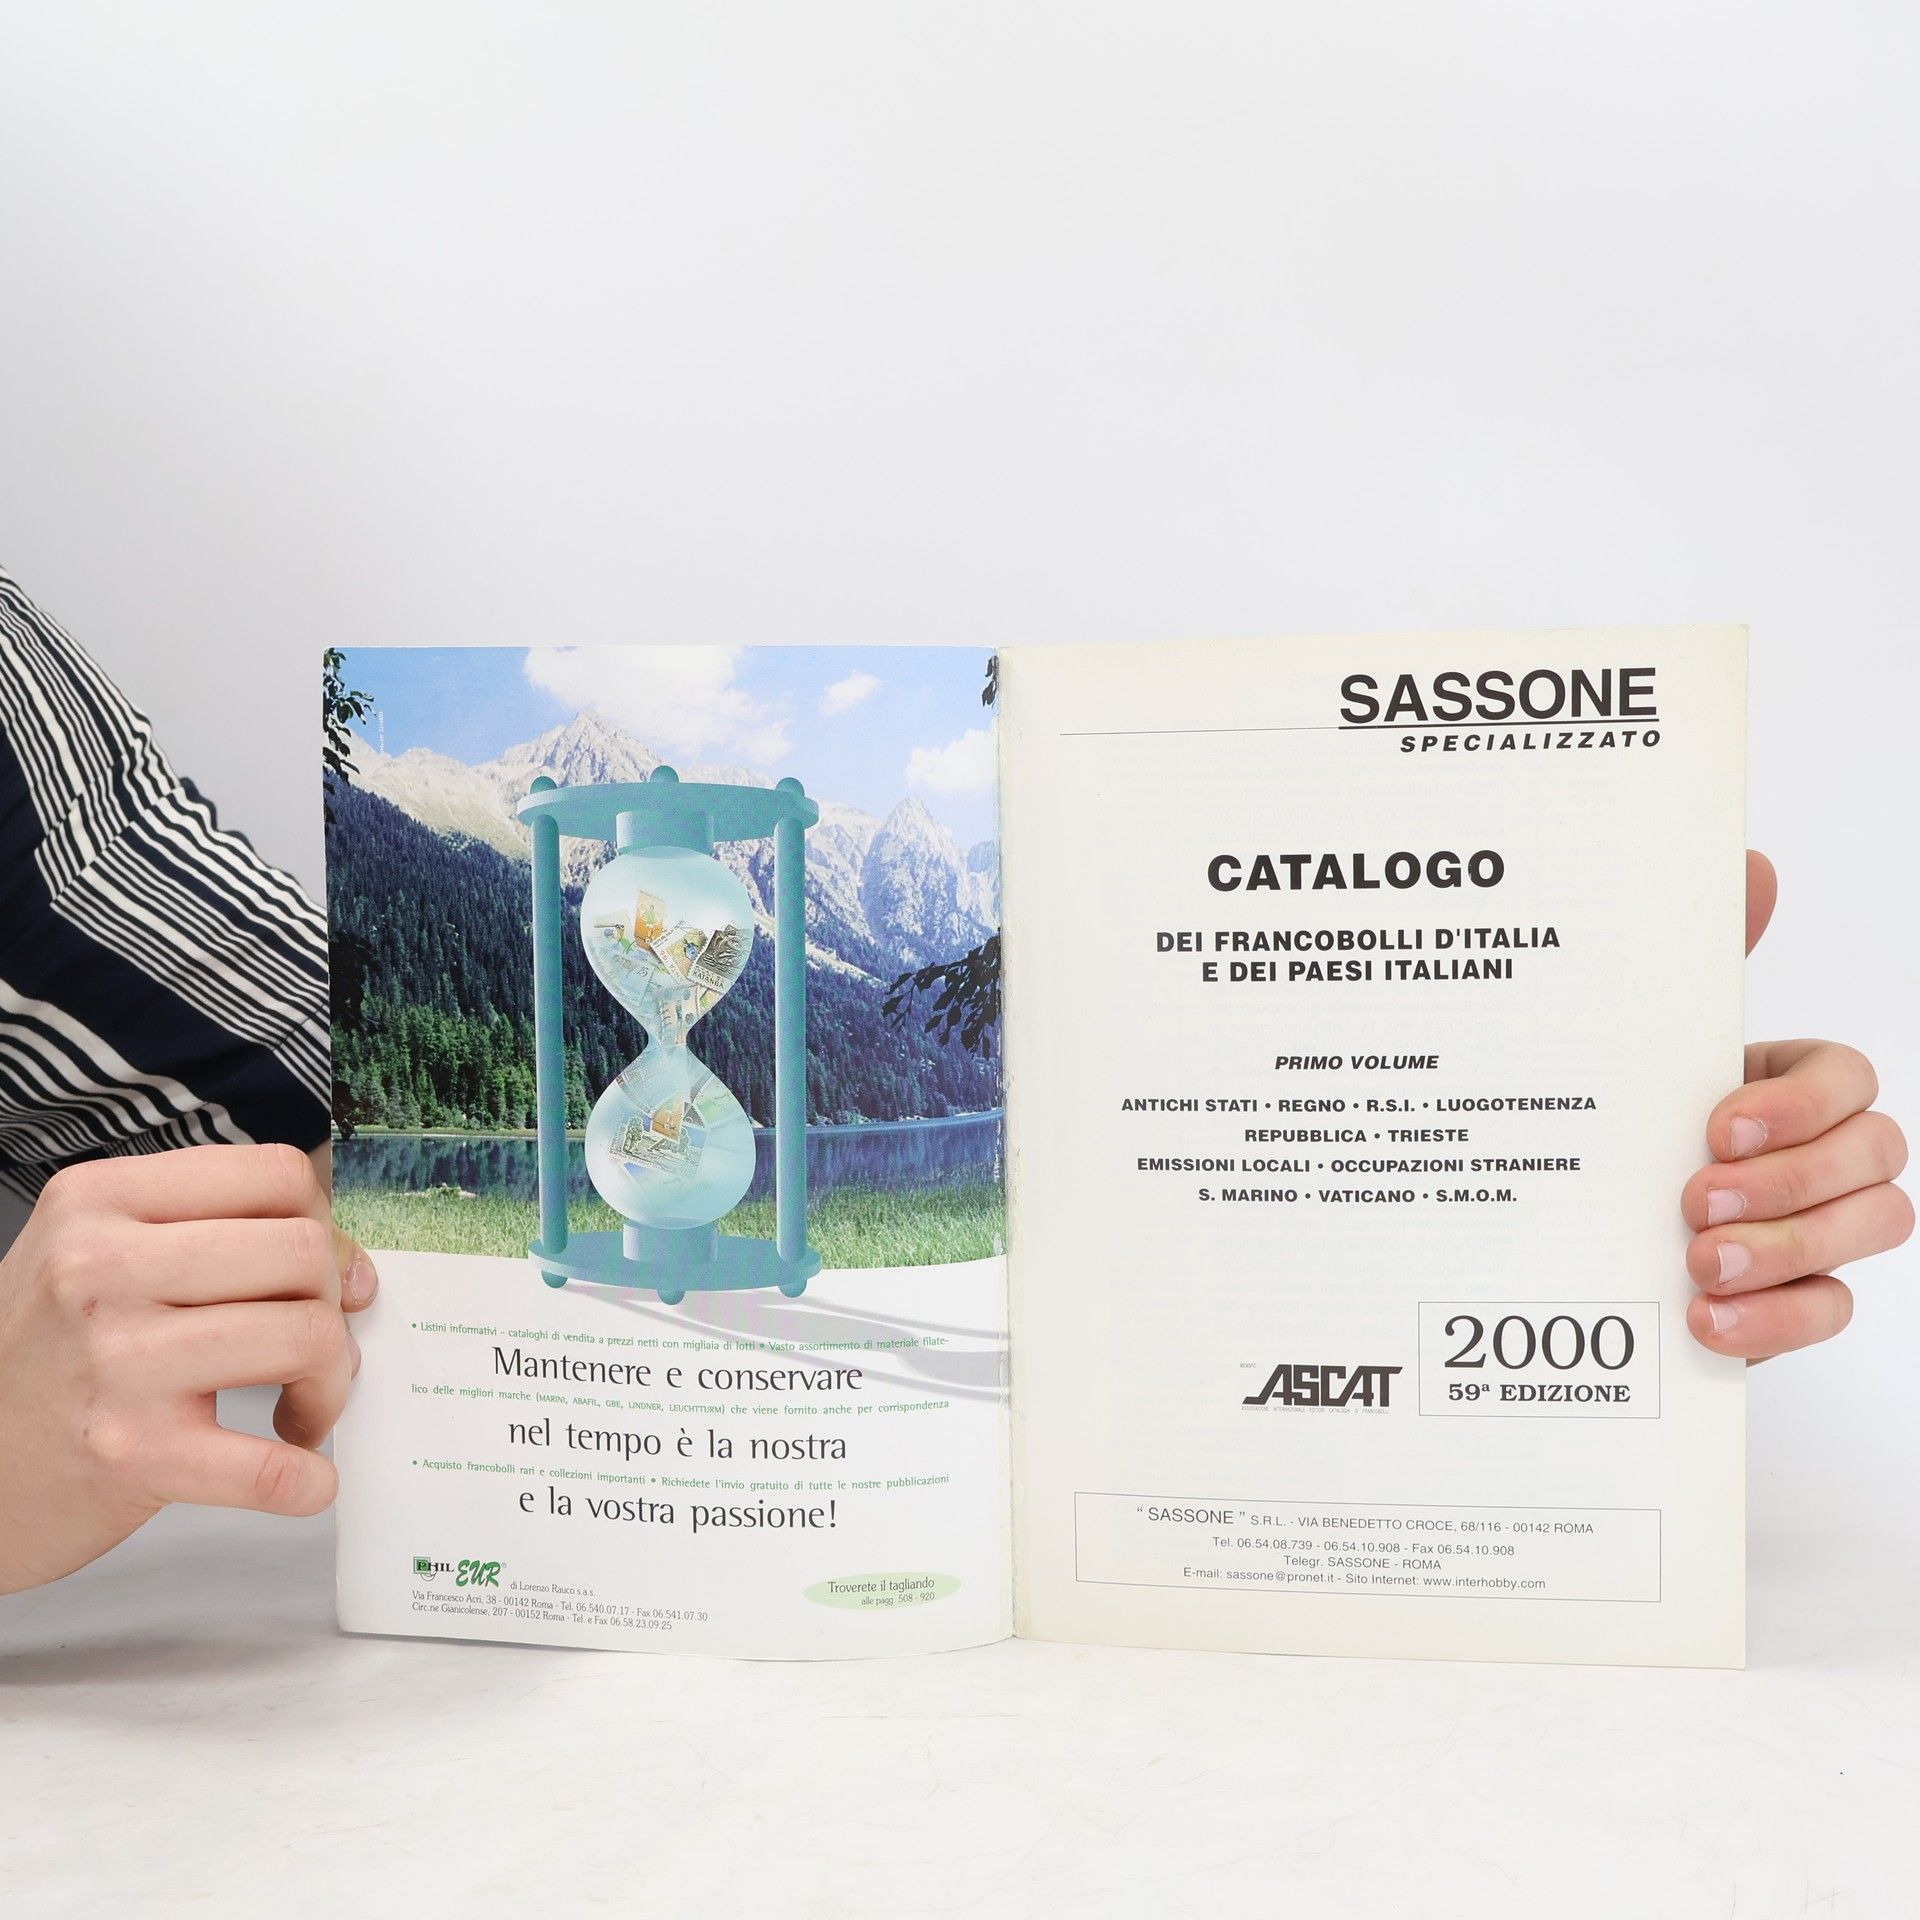 • Listini informativi - cataloghi di vendita a prezzi netti con migliaia di lotti • Vasto assortimento di materiale filate-
Mantenere e conservare
lico delle migliori marche (MARINI, ABAFIL, GBE, LINDNER, LEUCHTTURM) che viene fornito anche per corrispondenza
nel tempo è la nostra
• Acquisto francobolli rari e collezioni importanti • Richiedete l'invio gratuito di tutte le nostre pubblicazioni
e la vostra passione!
PHIL EUR® di Lorenzo Rauco s.a.s.
Via Francesco Acri, 38 - 00142 Roma - Tel. 06.540.07.17 - Fax 06.541.07.30
Circ.ne Gianicolense, 207 - 00152 Roma - Tel. e Fax 06.58.23.09.25
Troverete il tagliando
alle pagg. 508 - 920
SASSONE
SPECIALIZZATO
CATALOGO
DEI FRANCOBOLLI D'ITALIA
E DEI PAESI ITALIANI
PRIMO VOLUME
ANTICHI STATI • REGNO • R.S.I. • LUOGOTENENZA
REPUBBLICA • TRIESTE
EMISSIONI LOCALI • OCCUPAZIONI STRANIERE
S. MARINO • VATICANO • S.M.O.M.
ASCAT
ASSOCIAZIONE INTERNAZIONALE EDITORI CATALOGHI DI FRANCOBOLLI
2000
59ª EDIZIONE
“ SASSONE ” S.R.L. - VIA BENEDETTO CROCE, 68/116 - 00142 ROMA
Tel. 06.54.08.739 - 06.54.10.908 - Fax 06.54.10.908
Telegr. SASSONE - ROMA
E-mail: sassone@pronet.it - Sito Internet: www.interhobby.com